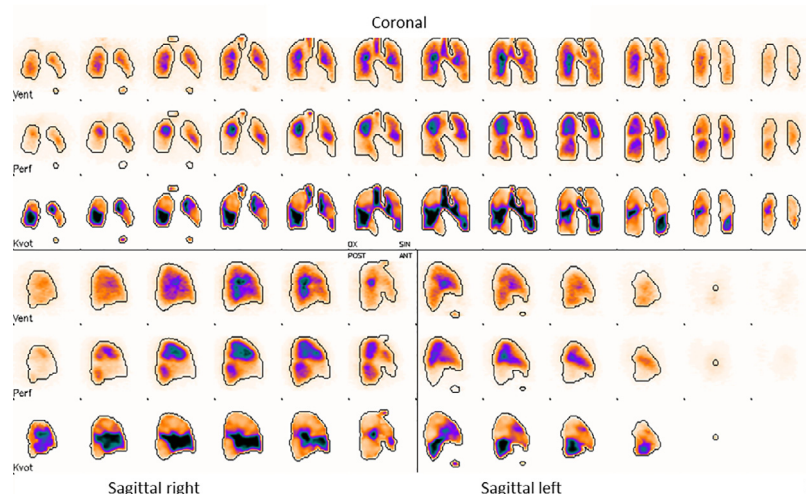 Coronal
Vent
Perf
Kvot
DX SIN
POST ANT
Vent
Perf
Kvot
Sagittal right Sagittal left